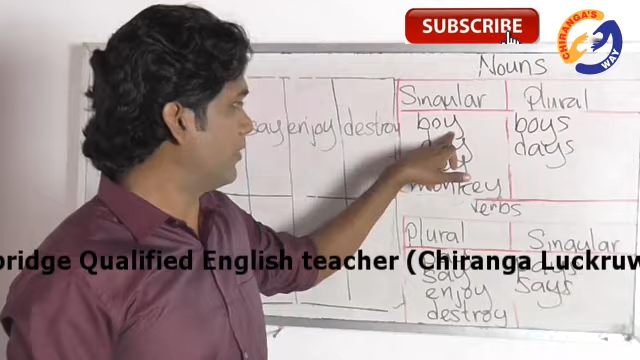 SUBSCRIBE
CHIRANGA'S WAY
Nouns
Singular Plural
say enjoy destroy
boy boys
days
monkey
verbs
Plural Singular
bridge Qualified English teacher (Chiranga Luckruw
say says
enjoy
destroy